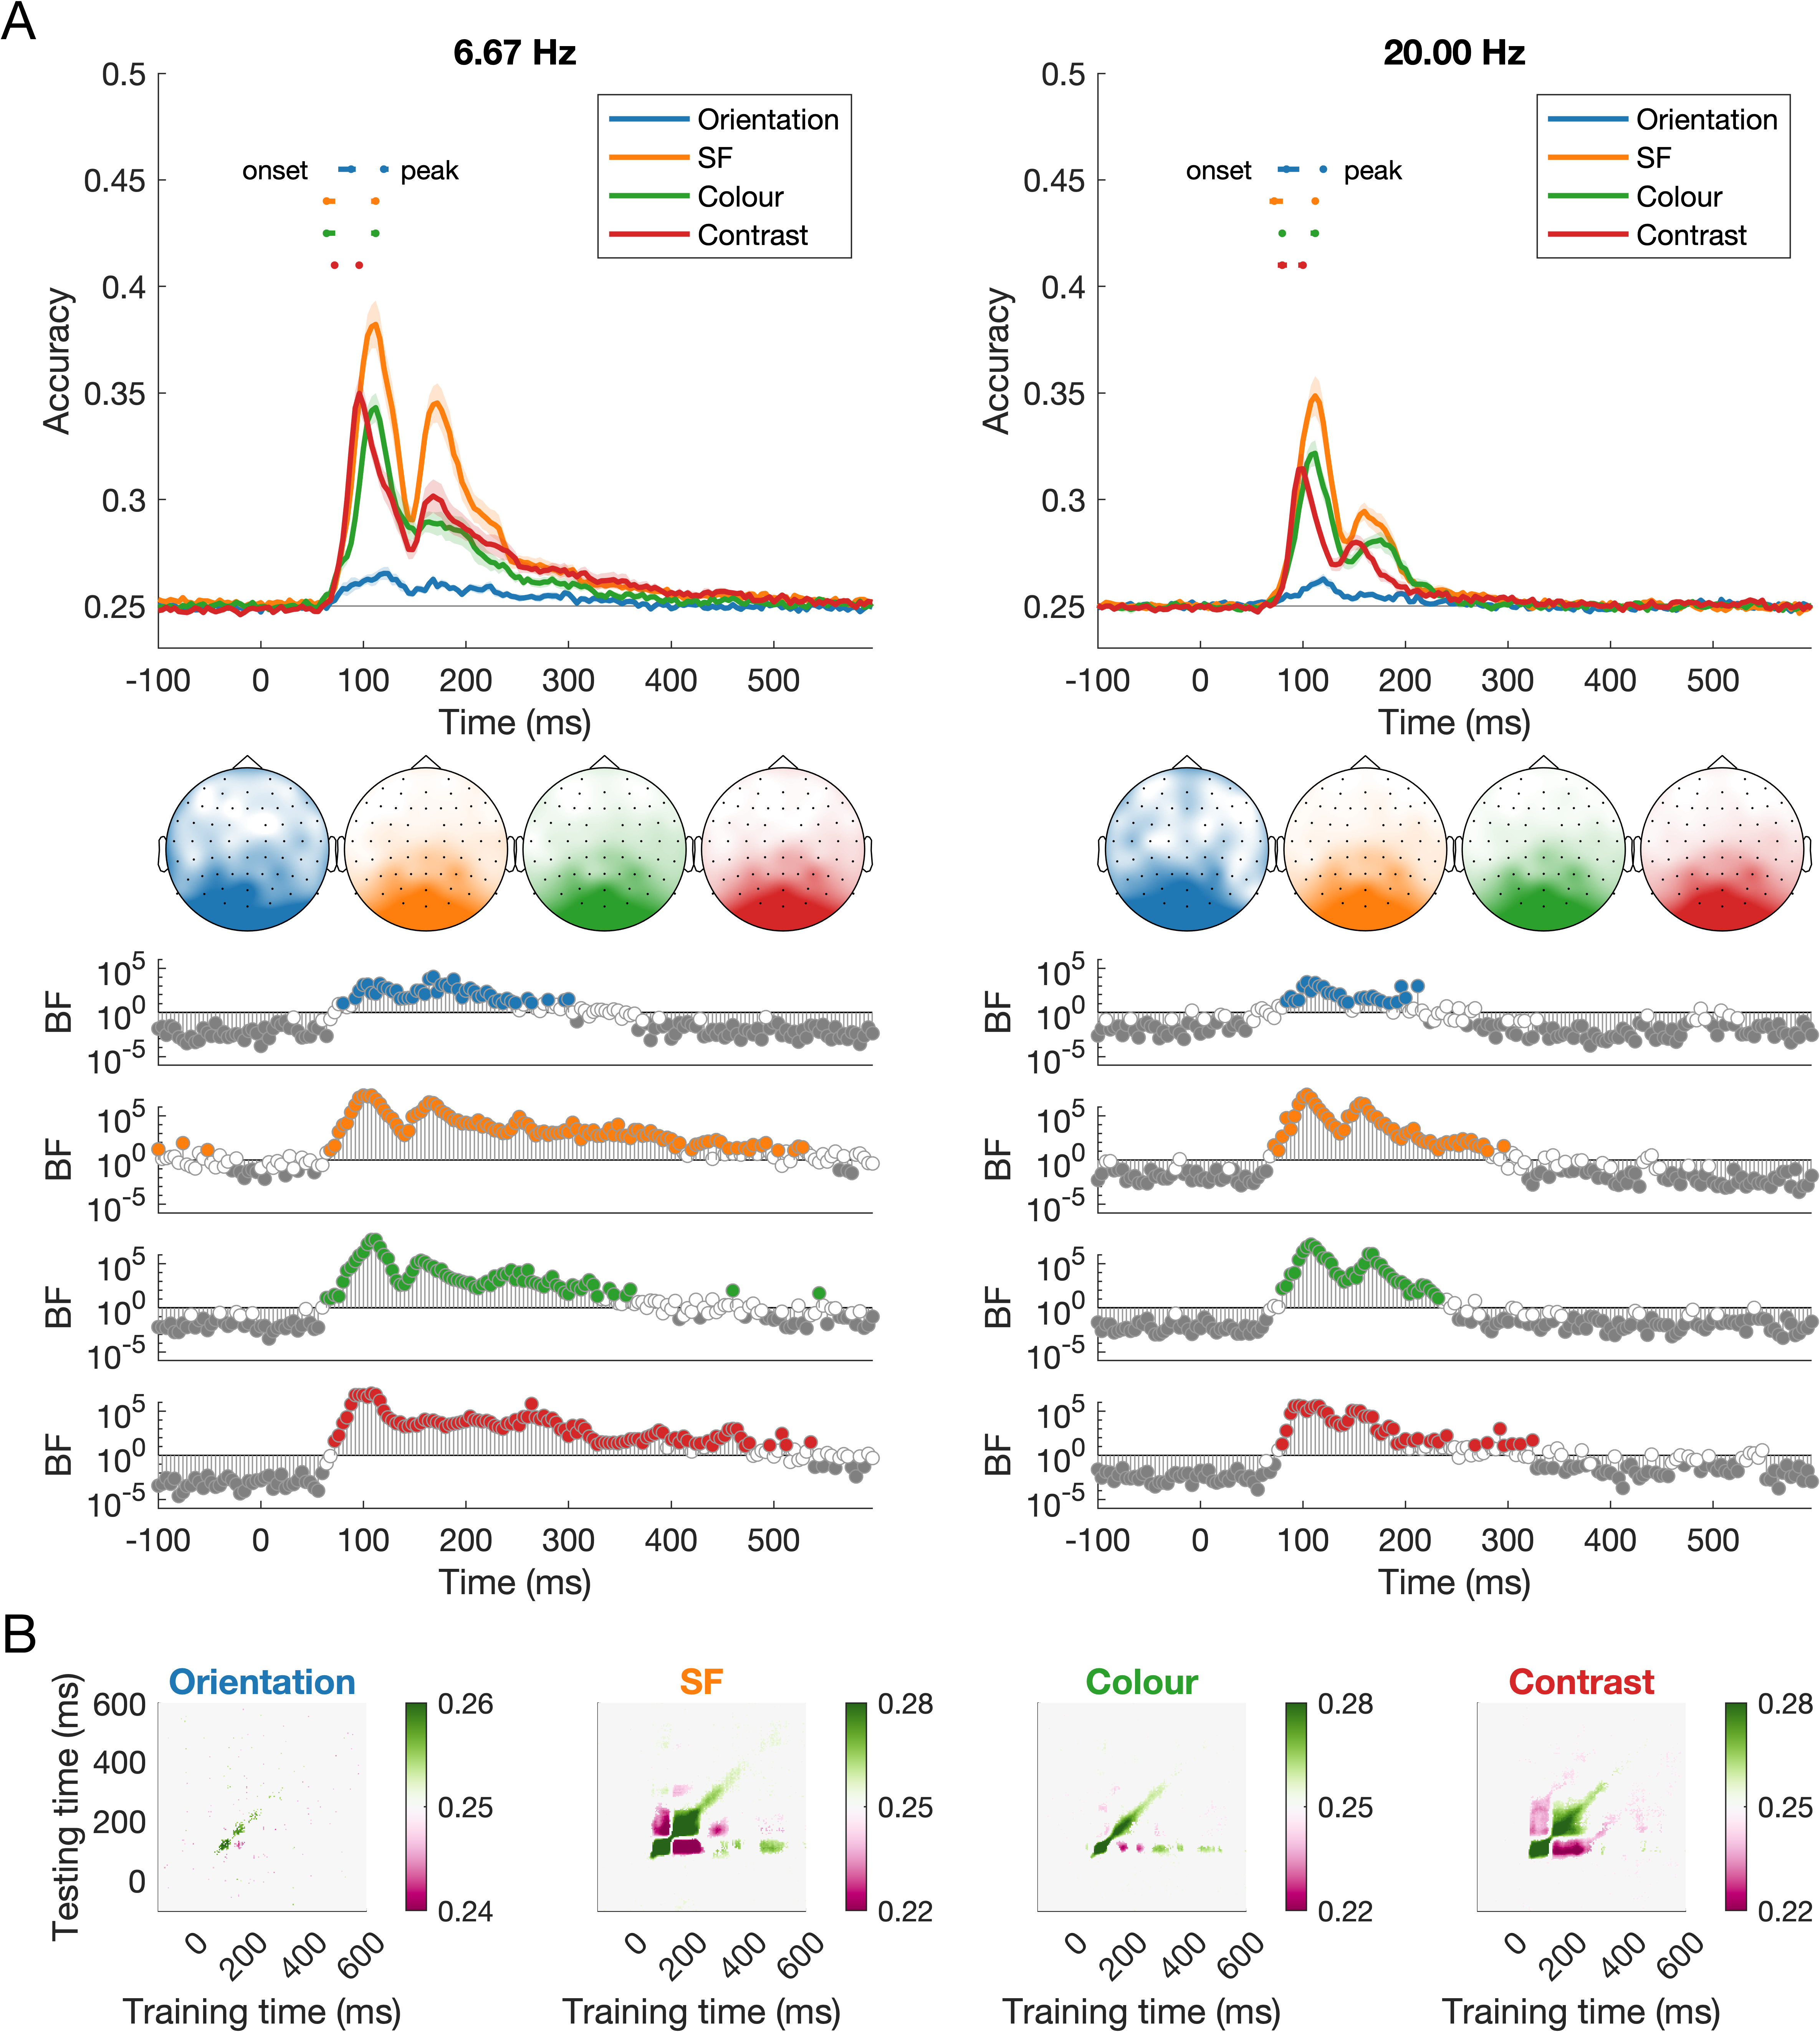 A
6.67 Hz
0.5
0.45
0.4
0.35
0.3
0.25
Accuracy
onset
peak
Orientation
SF
Colour
Contrast
-100 0 100 200 300 400 500
Time (ms)
20.00 Hz
0.5
0.45
0.4
0.35
0.3
0.25
Accuracy
onset
peak
Orientation
SF
Colour
Contrast
-100 0 100 200 300 400 500
Time (ms)
BF
10^5
10^0
10^-5
BF
10^5
10^0
10^-5
BF
10^5
10^0
10^-5
BF
10^5
10^0
10^-5
-100 0 100 200 300 400 500
Time (ms)
BF
10^5
10^0
10^-5
BF
10^5
10^0
10^-5
BF
10^5
10^0
10^-5
BF
10^5
10^0
10^-5
-100 0 100 200 300 400 500
Time (ms)
B
Orientation
Testing time (ms)
600
400
200
0
0 200 400 600
Training time (ms)
0.26
0.25
0.24
SF
0 200 400 600
Training time (ms)
0.28
0.25
0.22
Colour
0 200 400 600
Training time (ms)
0.28
0.25
0.22
Contrast
0 200 400 600
Training time (ms)
0.28
0.25
0.22